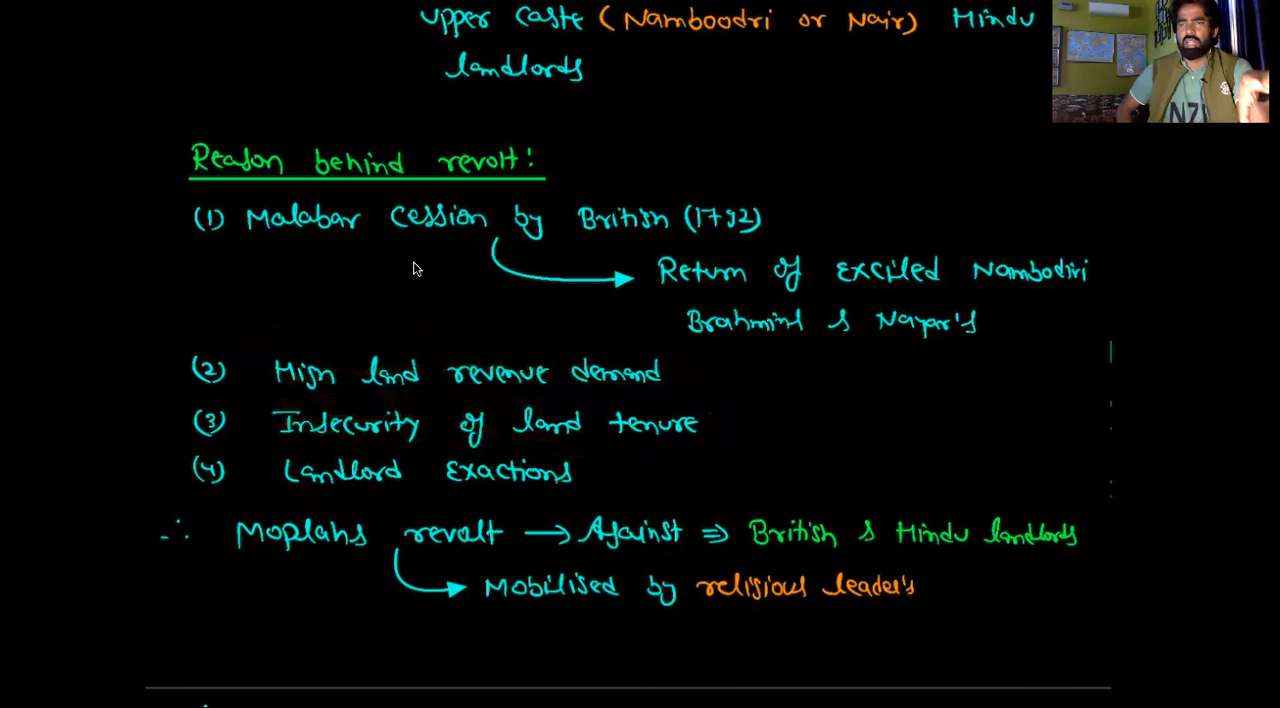 upper caste (Namboodri or Nair) Hindu
landlords
Reason behind revolt!
(1) Malabar cession by British (1792)
Return of Exciled Nambodiri
Brahmins & Nayar's
(2) High land revenue demand
(3) Insecurity of land tenure
(4) Landlord Exactions
∴ Moplahs revolt → Against ⇒ British & Hindu landlords
Mobilised by religious leader's